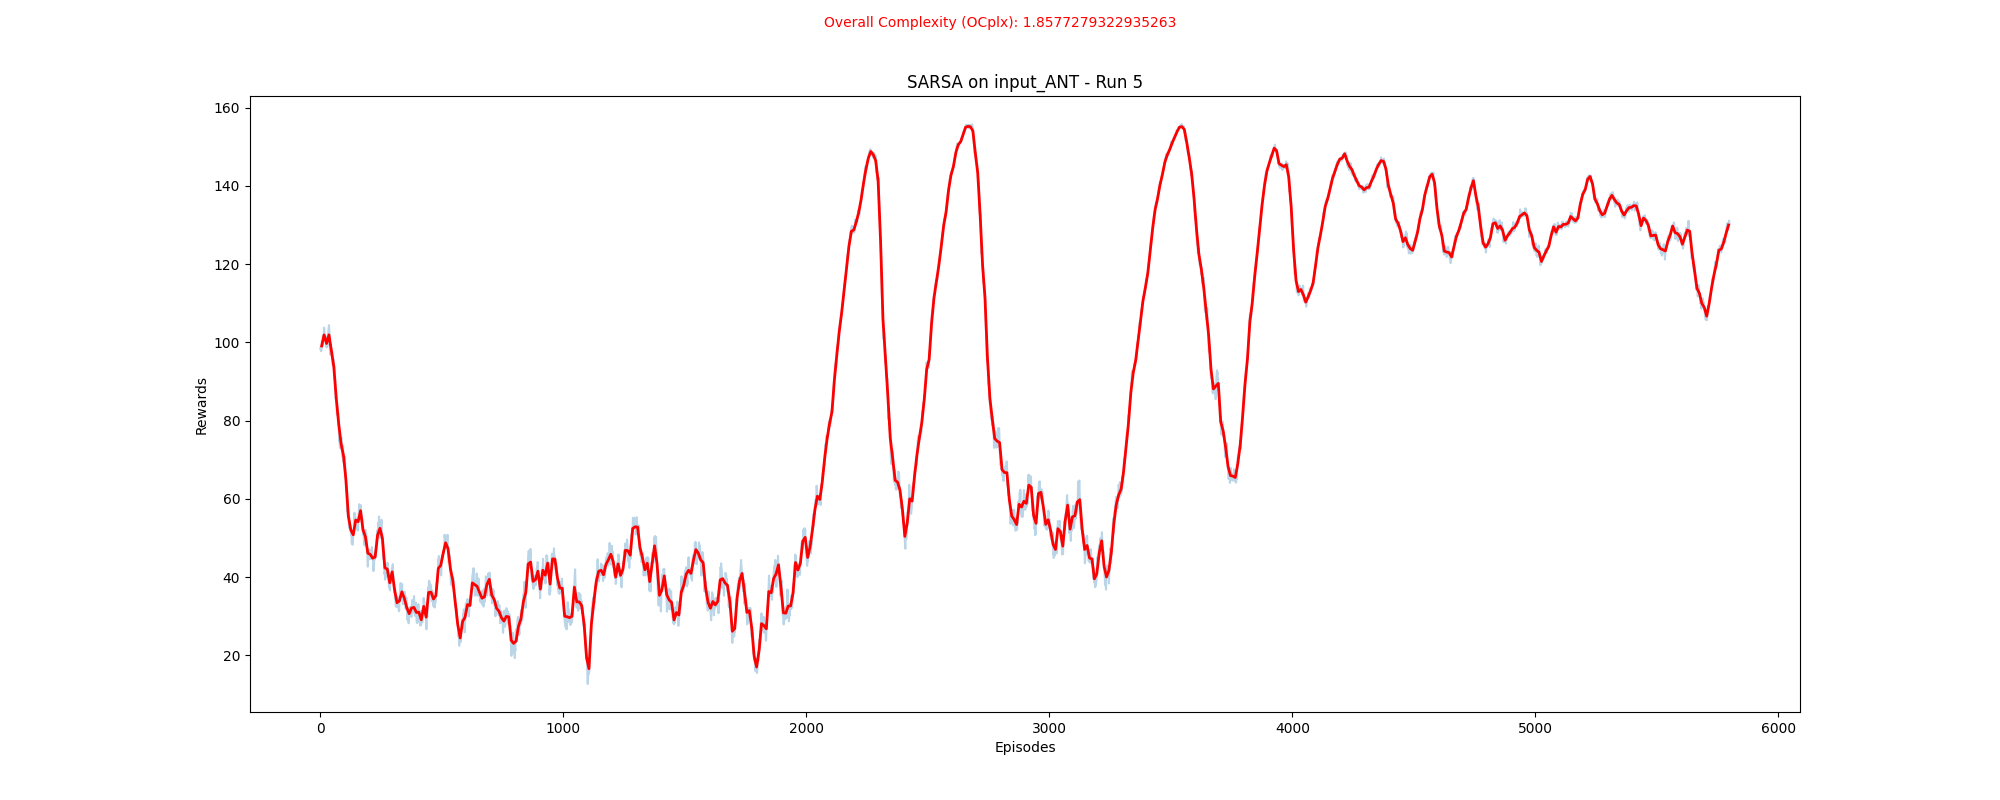 Overall Complexity (OCplx): 1.8577279322935263
SARSA on input_ANT - Run 5
160
140
120
100
80
60
40
20
Rewards
0 1000 2000 3000 4000 5000 6000
Episodes